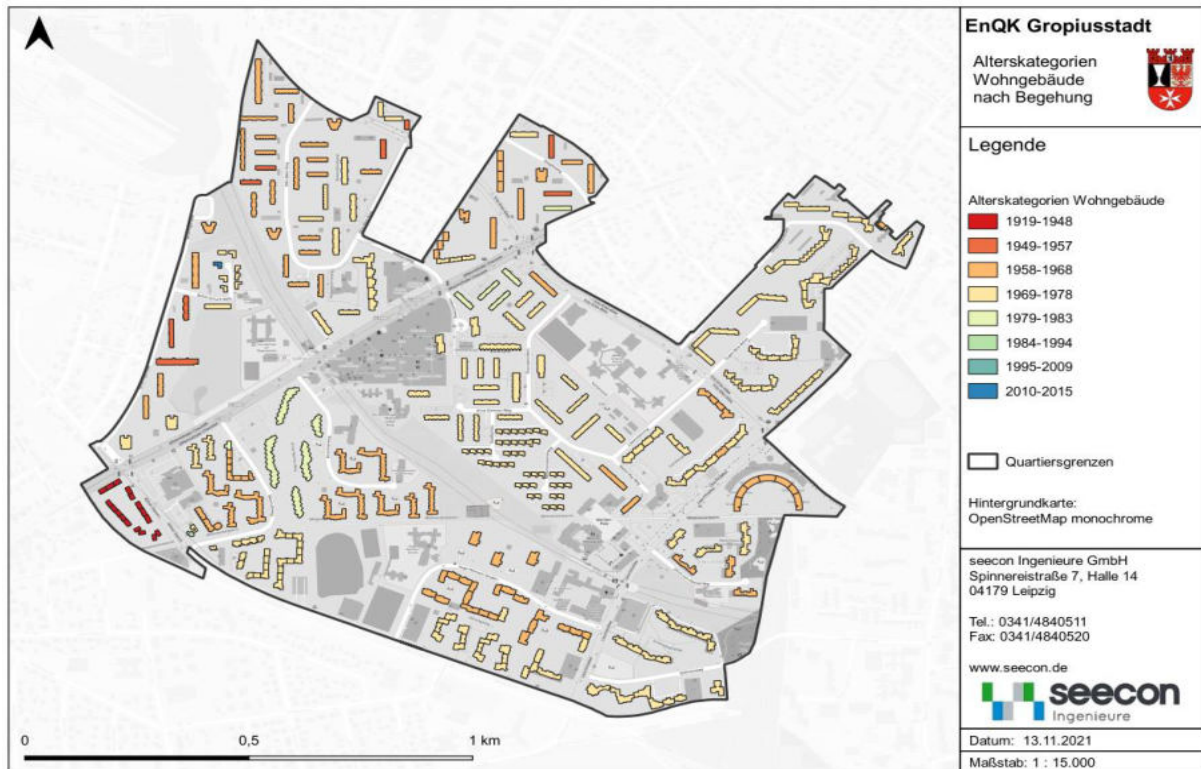 EnQK Gropiusstadt
Alterskategorien
Wohngebäude
nach Begehung
Legende
Alterskategorien Wohngebäude
1919-1948
1949-1957
1958-1968
1969-1978
1979-1983
1984-1994
1995-2009
2010-2015
Quartiersgrenzen
Hintergrundkarte:
OpenStreetMap monochrome
seecon Ingenieure GmbH
Spinnereistraße 7, Halle 14
04179 Leipzig
Tel.: 0341/4840511
Fax: 0341/4840520
www.seecon.de
seecon
Ingenieure
Datum: 13.11.2021
Maßstab: 1 : 15.000
0 0,5 1 km